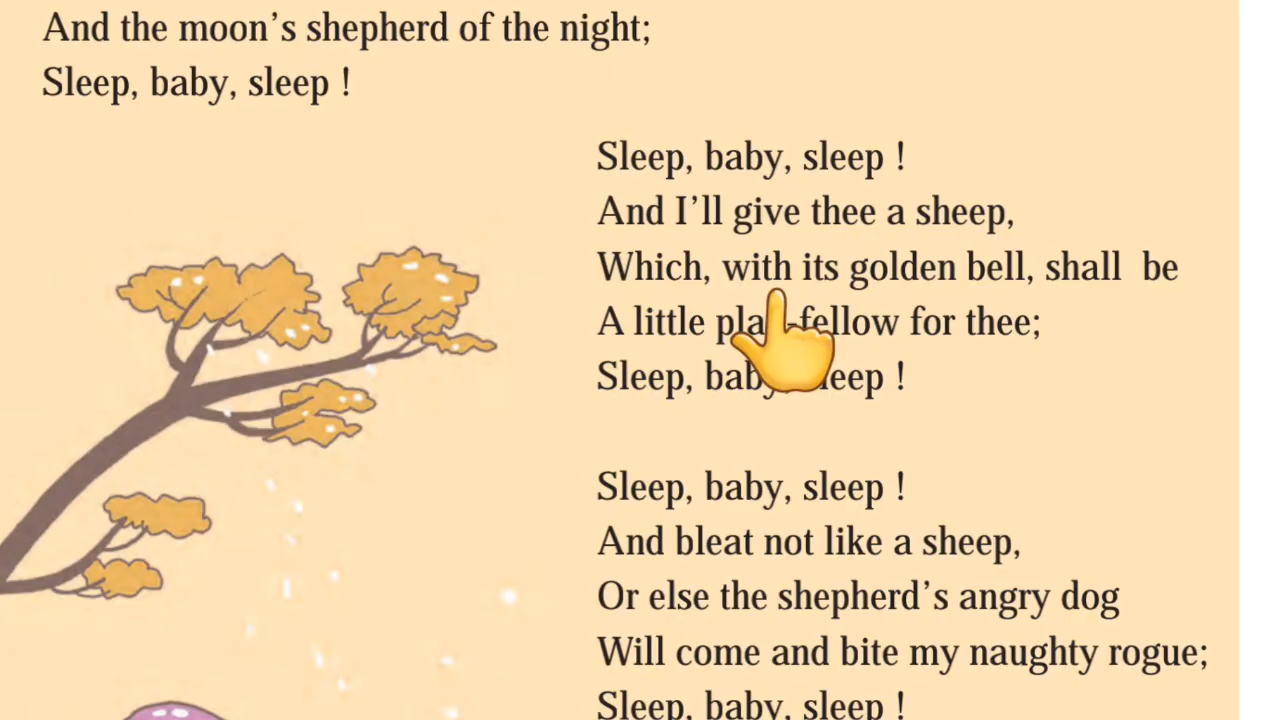 And the moon’s shepherd of the night;
Sleep, baby, sleep !
Sleep, baby, sleep !
And I’ll give thee a sheep,
Which, with its golden bell, shall be
A little fellow for thee;
Sleep, sleep !
Sleep, baby, sleep !
And bleat not like a sheep,
Or else the shepherd’s angry dog
Will come and bite my naughty rogue;
Sleep, baby, sleep !